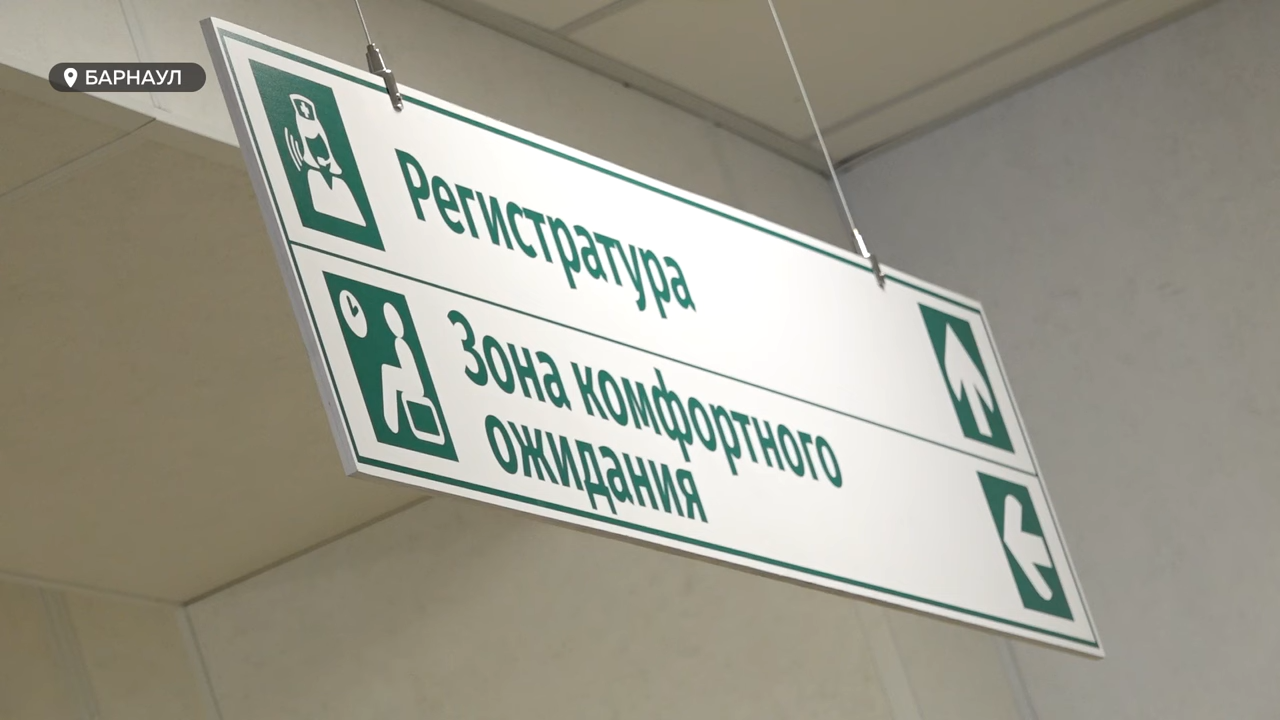 БАРНАУЛ
Регистратура
Зона комфортного
ожидания